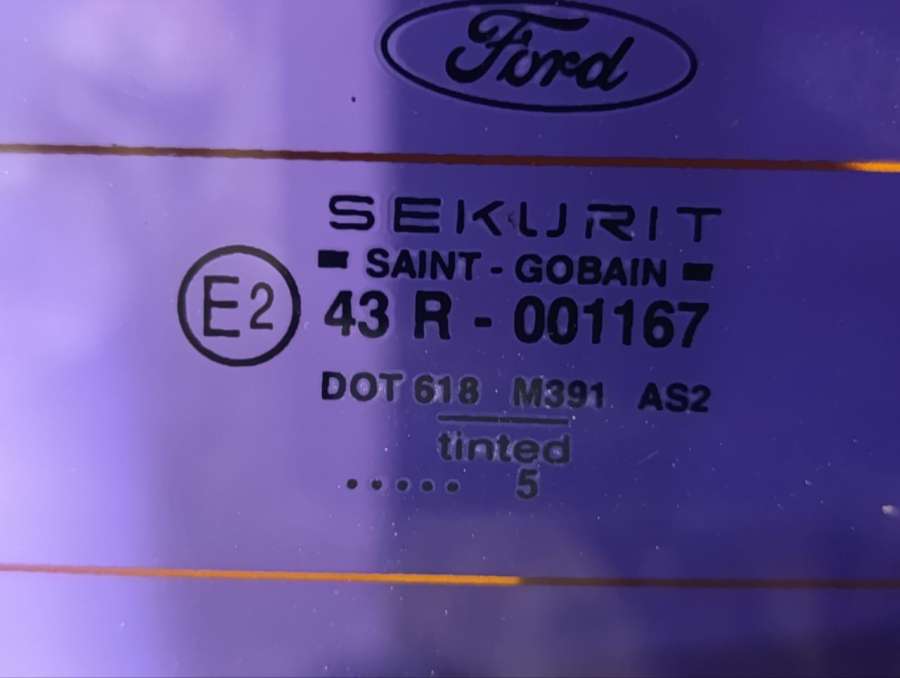 Ford
SEKURIT
SAINT - GOBAIN
E2
43 R - 001167
DOT 618 M391 AS2
tinted
..... 5